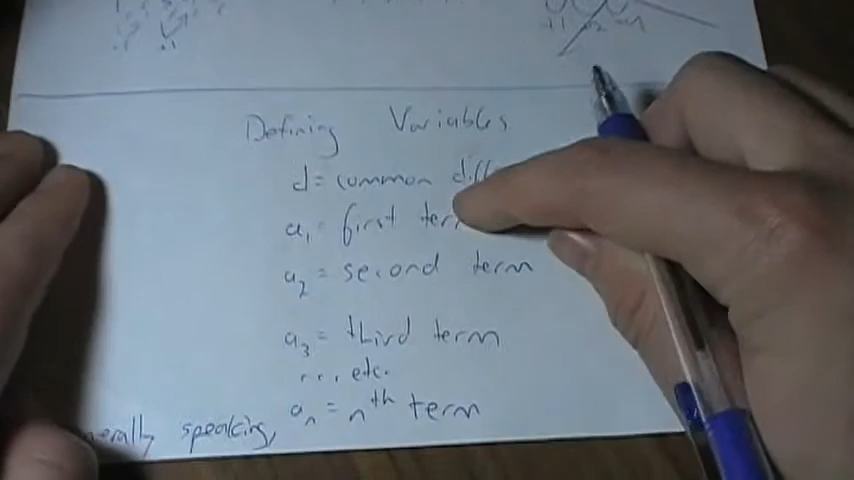 Defining Variables
d = common diff
a₁ = first term
a₂ = second term
a₃ = third term
..., etc.
speaking, aₙ = nᵗʰ term